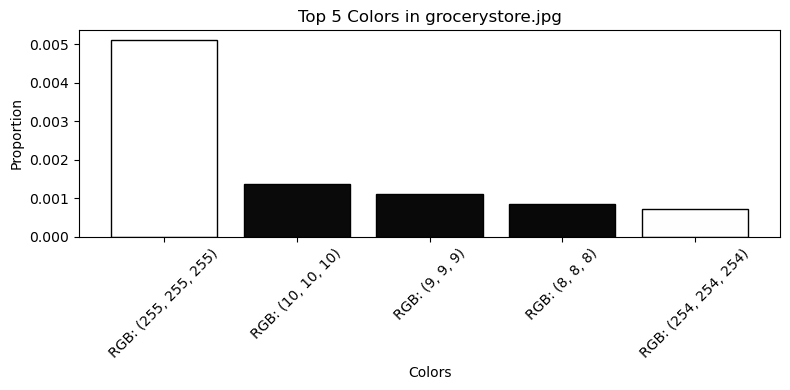 Top 5 Colors in grocerystore.jpg
Proportion
0.005
0.004
0.003
0.002
0.001
0.000
RGB: (255, 255, 255)
RGB: (10, 10, 10)
RGB: (9, 9, 9)
RGB: (8, 8, 8)
RGB: (254, 254, 254)
Colors